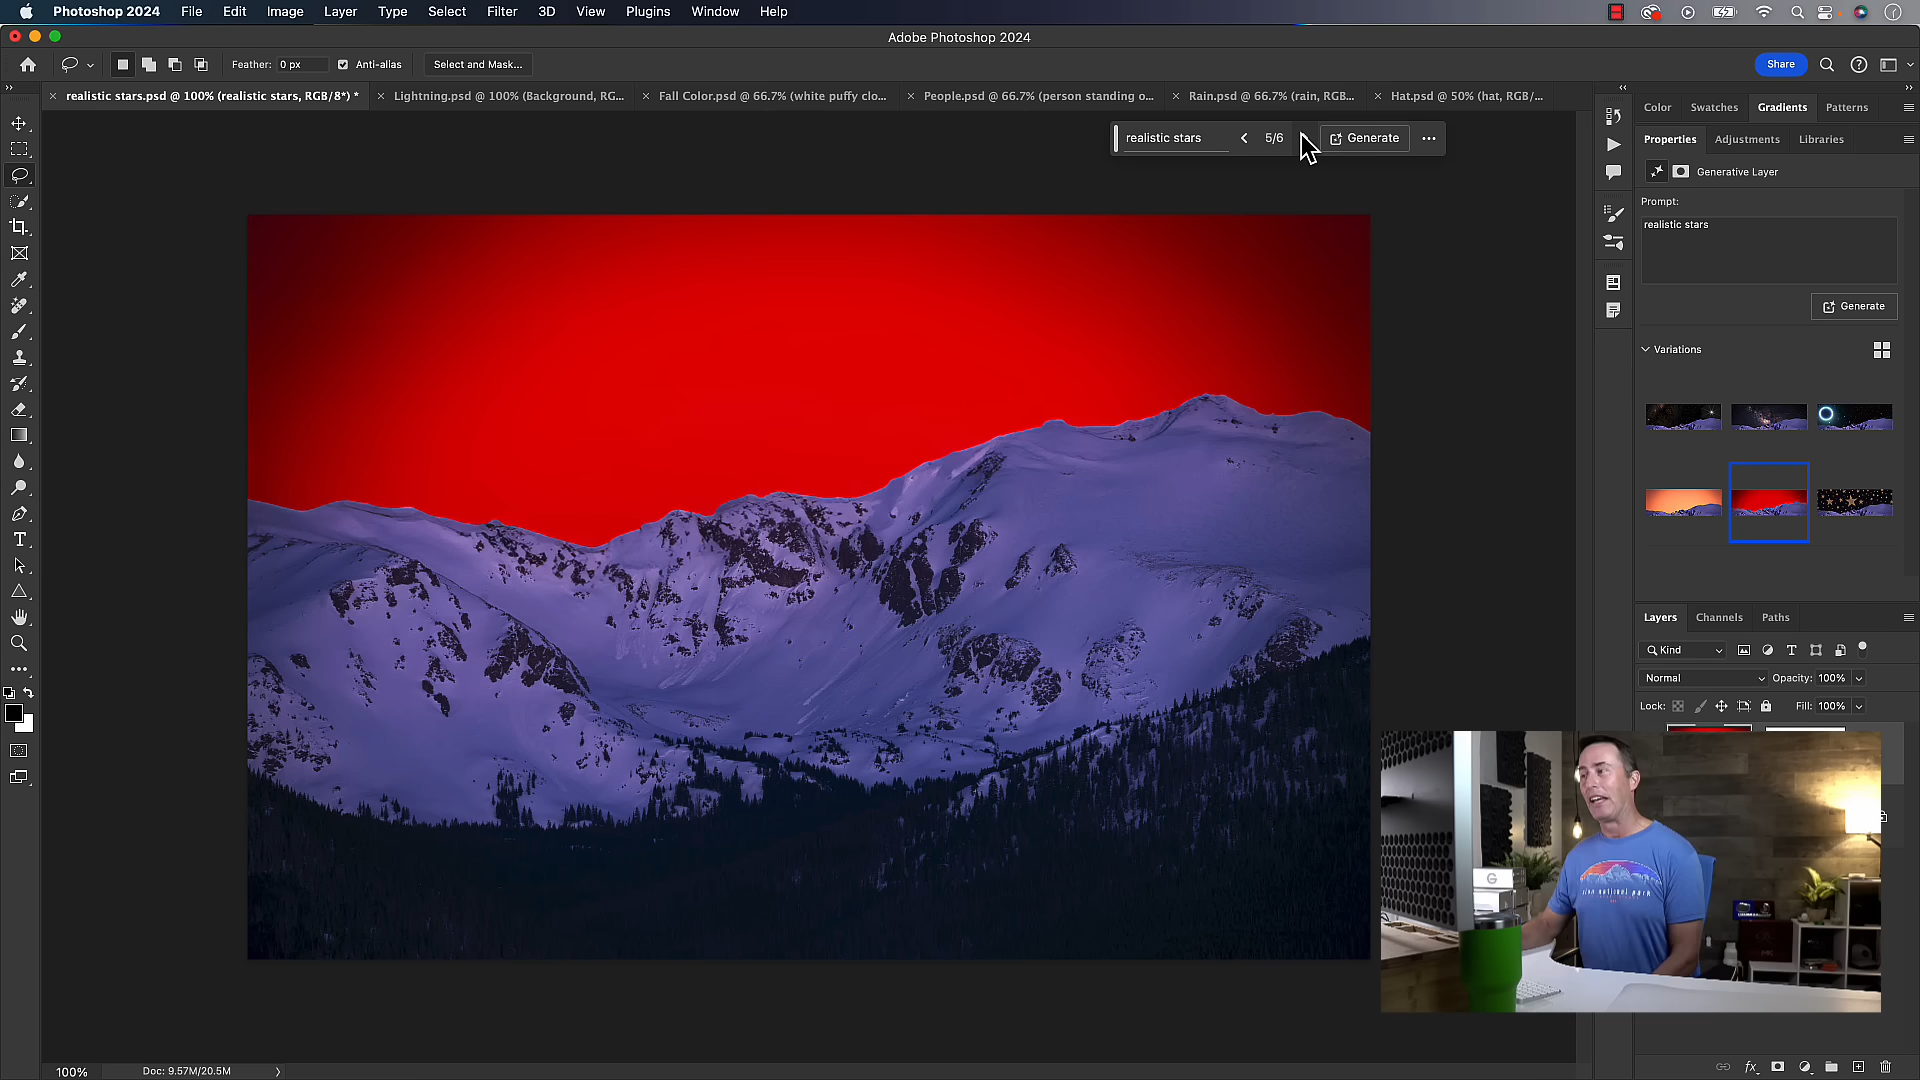 Photoshop 2024 File Edit Image Layer Type Select Filter 3D View Plugins Window Help
Adobe Photoshop 2024
Feather: 0 px Anti-alias Select and Mask... Share
realistic stars.psd @ 100% (realistic stars, RGB/8*) * Lightning.psd @ 100% (Background, RG... Fall Color.psd @ 66.7% (white puffy clo... People.psd @ 66.7% (person standing o... Rain.psd @ 66.7% (rain, RGB... Hat.psd @ 50% (hat, RGB/...
realistic stars 5/6 Generate
Color Swatches Gradients Patterns
Properties Adjustments Libraries
Generative Layer
Prompt:
realistic stars
Generate
Variations
Layers Channels Paths
Kind
Normal Opacity: 100%
Lock: Fill: 100%
G
national park
100% Doc: 9.57M/20.5M